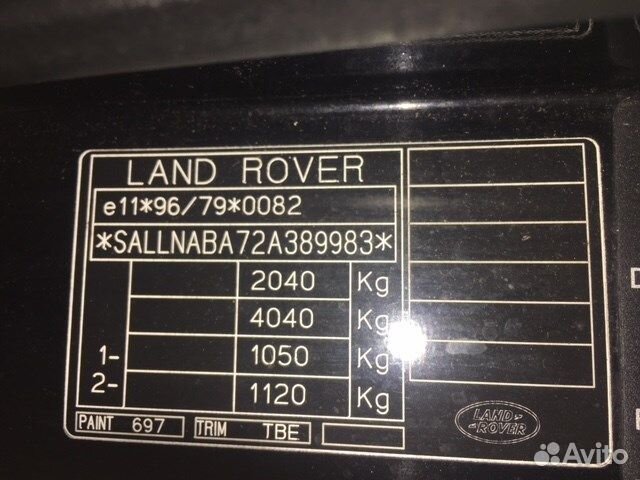 LAND ROVER
e11*96/79*0082
*SALLNABA72A389983*
2040 Kg
4040 Kg
1- 1050 Kg
2- 1120 Kg
PAINT 697 TRIM TBE
LAND-
-ROVER
Avito